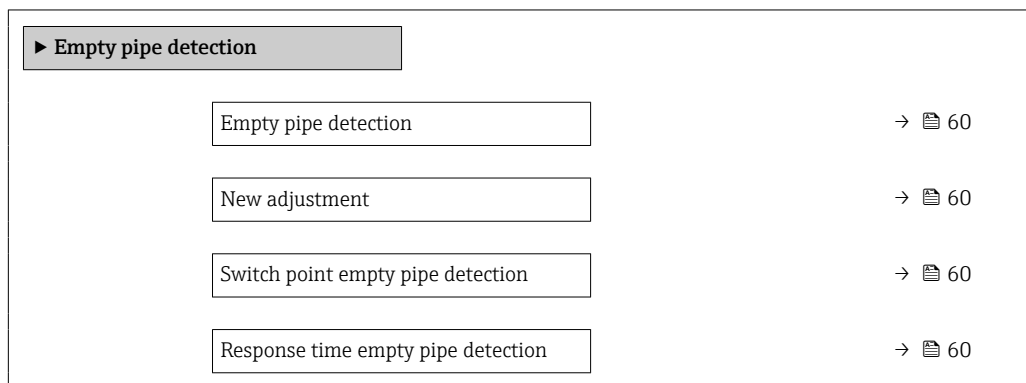 ▶ Empty pipe detection
Empty pipe detection → 60
New adjustment → 60
Switch point empty pipe detection → 60
Response time empty pipe detection → 60